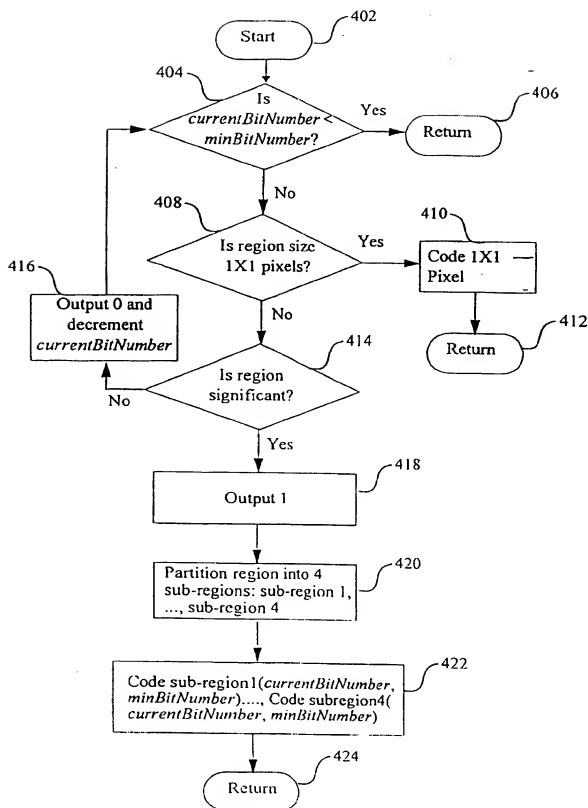 Start
402
404
Is
currentBitNumber <
minBitNumber?
Yes
406
Return
No
408
Is region size
1X1 pixels?
Yes
410
Code 1X1
Pixel
416
Output 0 and
decrement
currentBitNumber
No
412
Return
414
Is region
significant?
No
Yes
418
Output 1
420
Partition region into 4
sub-regions: sub-region 1,
..., sub-region 4
422
Code sub-region1(currentBitNumber,
minBitNumber)...., Code subregion4(
currentBitNumber, minBitNumber)
424
Return